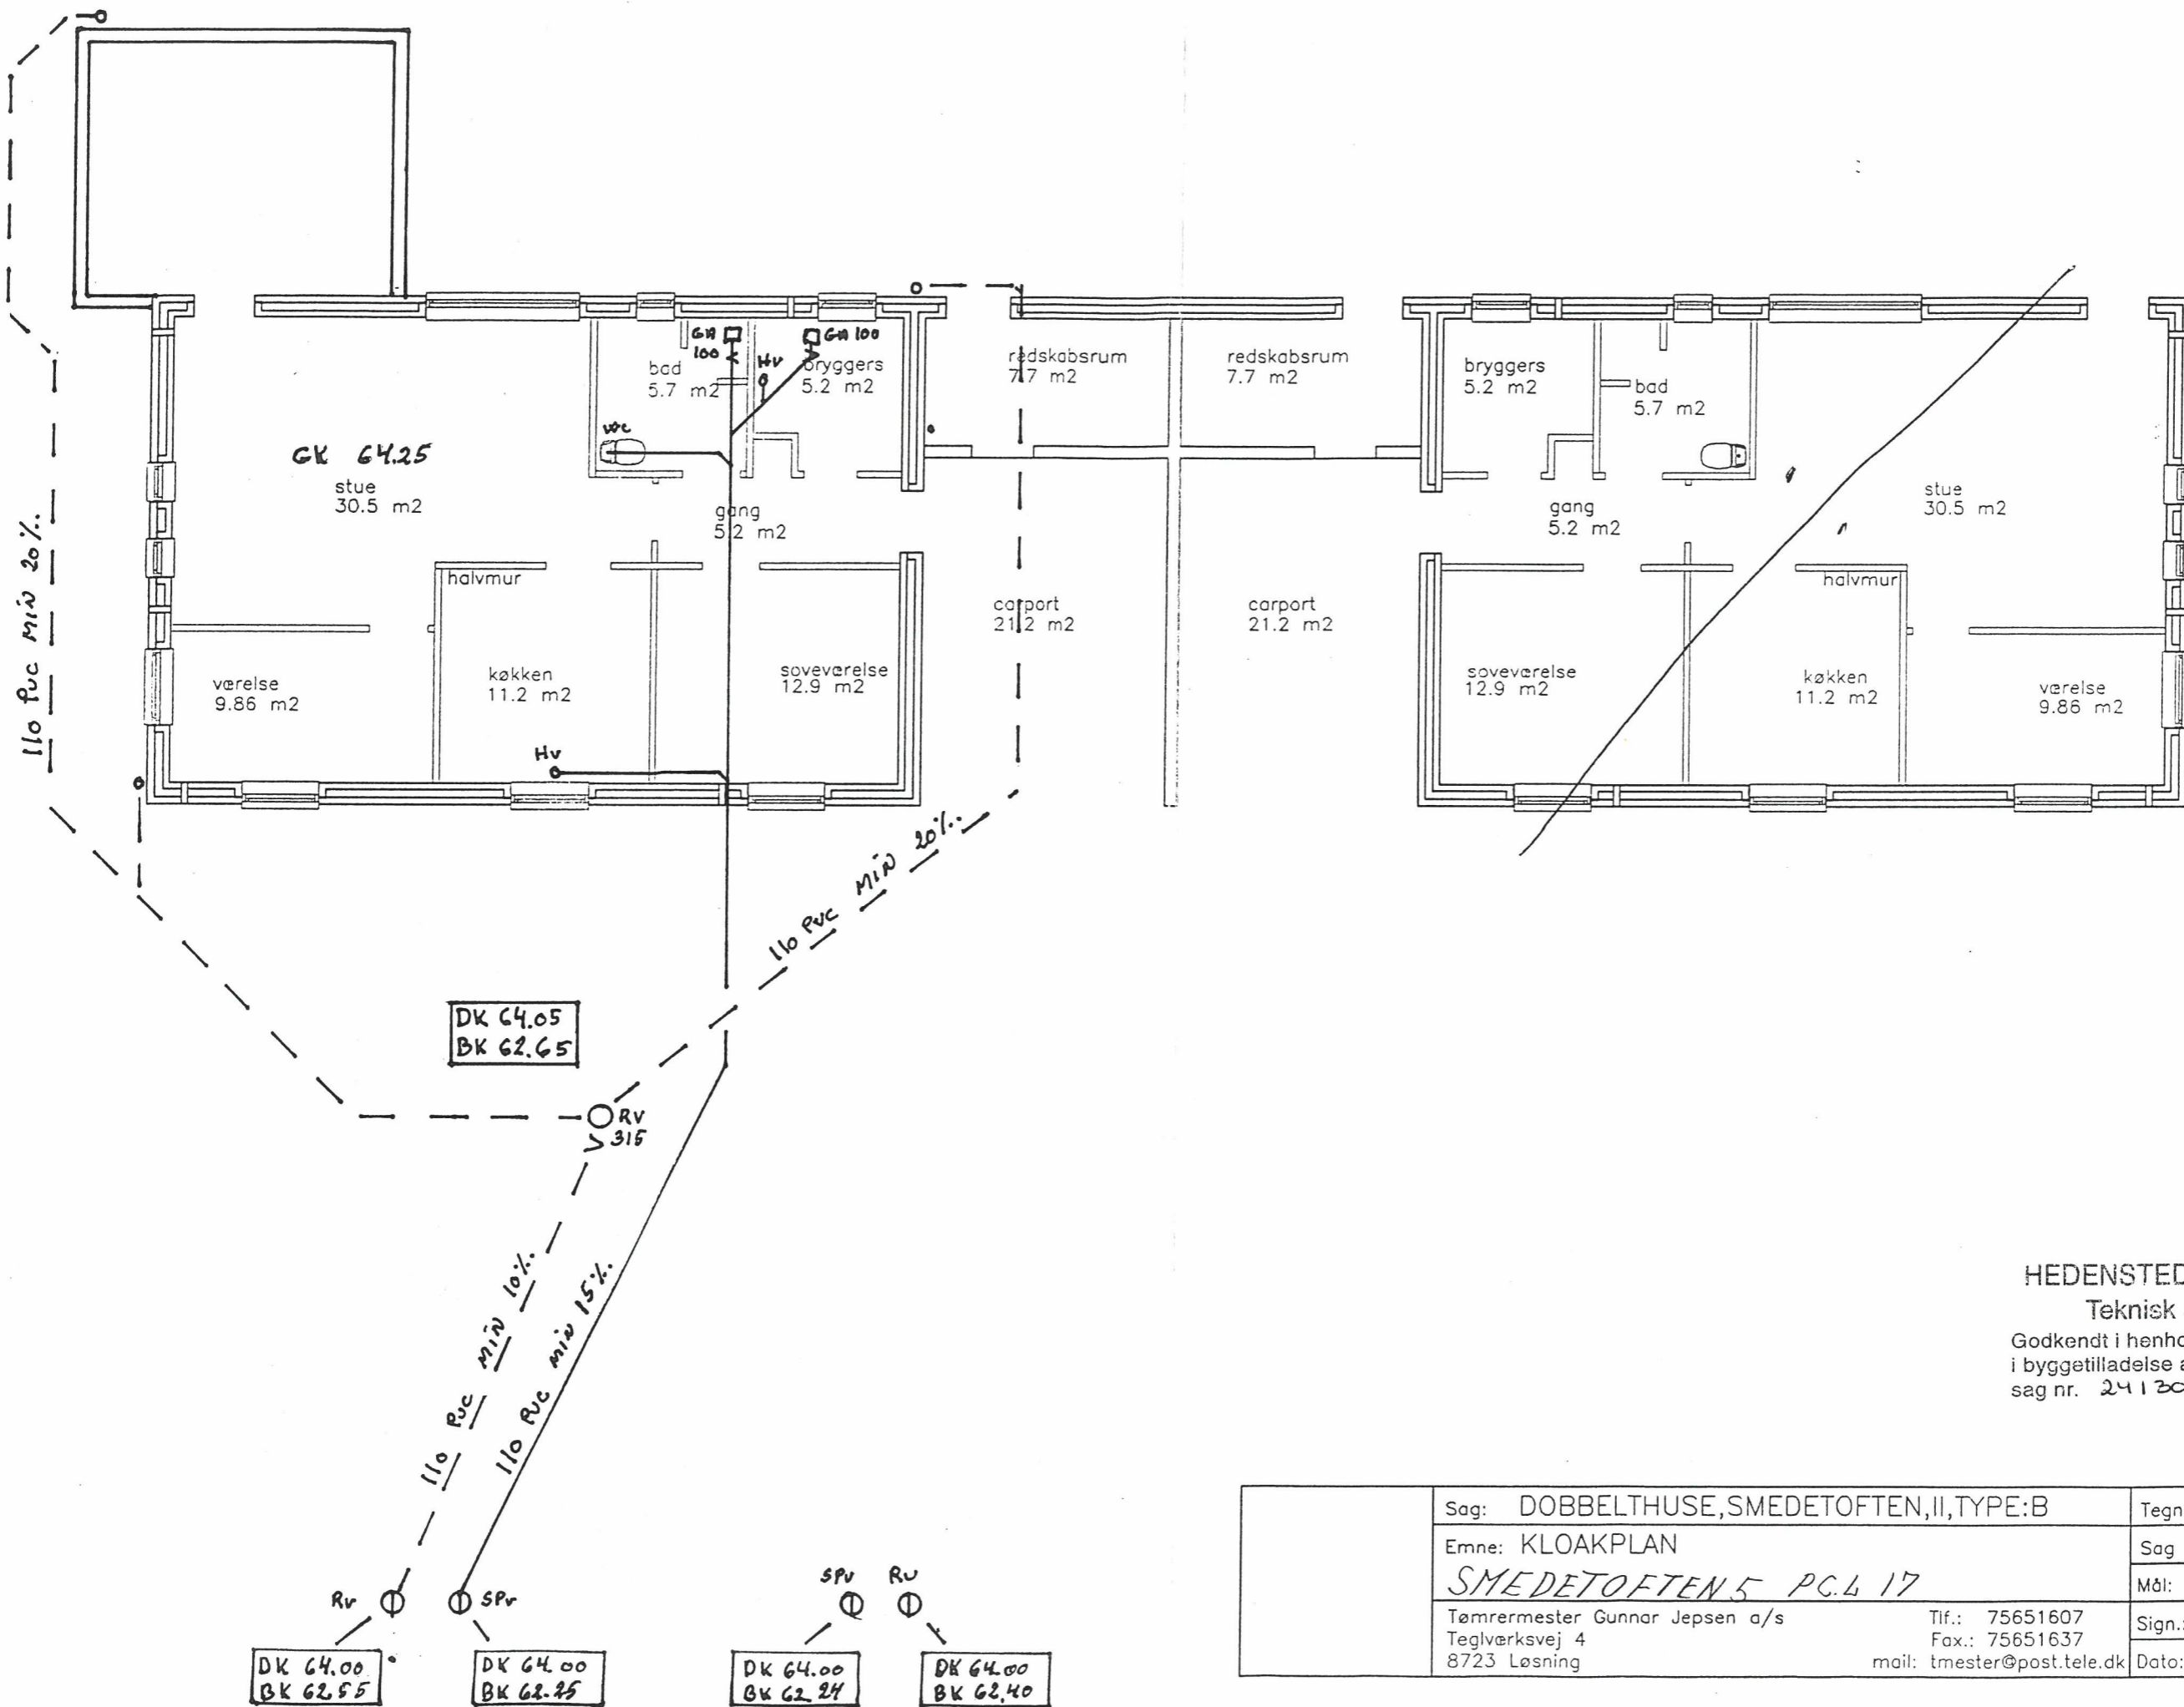 GK 64.25
stue
30.5 m2
GA
100
GA 100
Hv
bad
5.7 m2
bryggers
5.2 m2
wc
gang
5.2 m2
halvmur
værelse
9.86 m2
køkken
11.2 m2
soveværelse
12.9 m2
Hv
redskabsrum
7.7 m2
redskabsrum
7.7 m2
carport
21.2 m2
carport
21.2 m2
bryggers
5.2 m2
bad
5.7 m2
gang
5.2 m2
stue
30.5 m2
halvmur
soveværelse
12.9 m2
køkken
11.2 m2
værelse
9.86 m2
110 PVC MIN 20‰
110 PVC MIN 20‰
DK 64.05
BK 62.65
RV
315
110 PVC MIN 10‰
110 PVC MIN 15‰
Rv
SPv
SPv
Rv
DK 64.00
BK 62.55
DK 64.00
BK 62.25
DK 64.00
BK 62.24
DK 64.00
BK 62,40
HEDENSTED
Teknisk
Godkendt i henho
i byggetilladelse a
sag nr. 24130
Sag: DOBBELTHUSE,SMEDETOFTEN,II,TYPE:B
Emne: KLOAKPLAN
SMEDETOFTEN 5 PC.L 17
Tømrermester Gunnar Jepsen a/s
Teglværksvej 4
8723 Løsning
Tlf.: 75651607
Fax.: 75651637
mail: tmester@post.tele.dk
Tegn
Sag
Mål:
Sign.:
Dato: